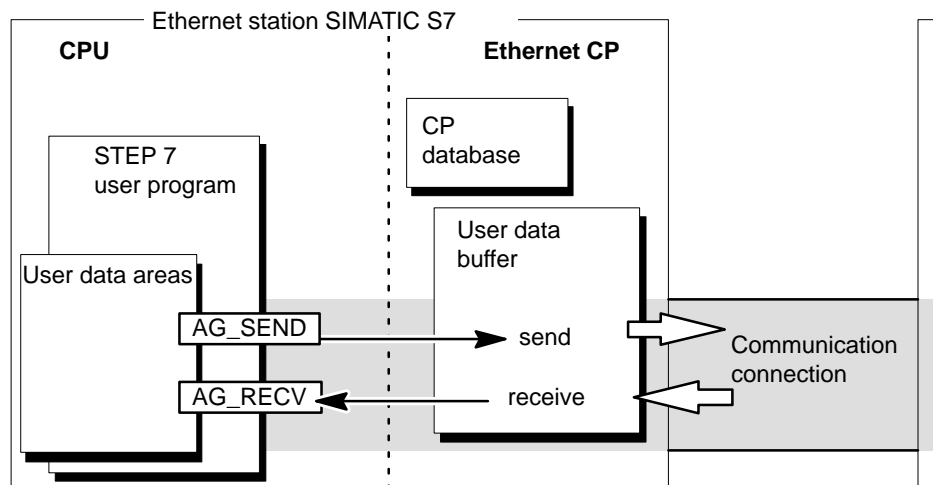 Ethernet station SIMATIC S7
CPU
Ethernet CP
CP
database
STEP 7
user program
User data
buffer
User data areas
AG_SEND
send
Communication
connection
AG_RECV
receive